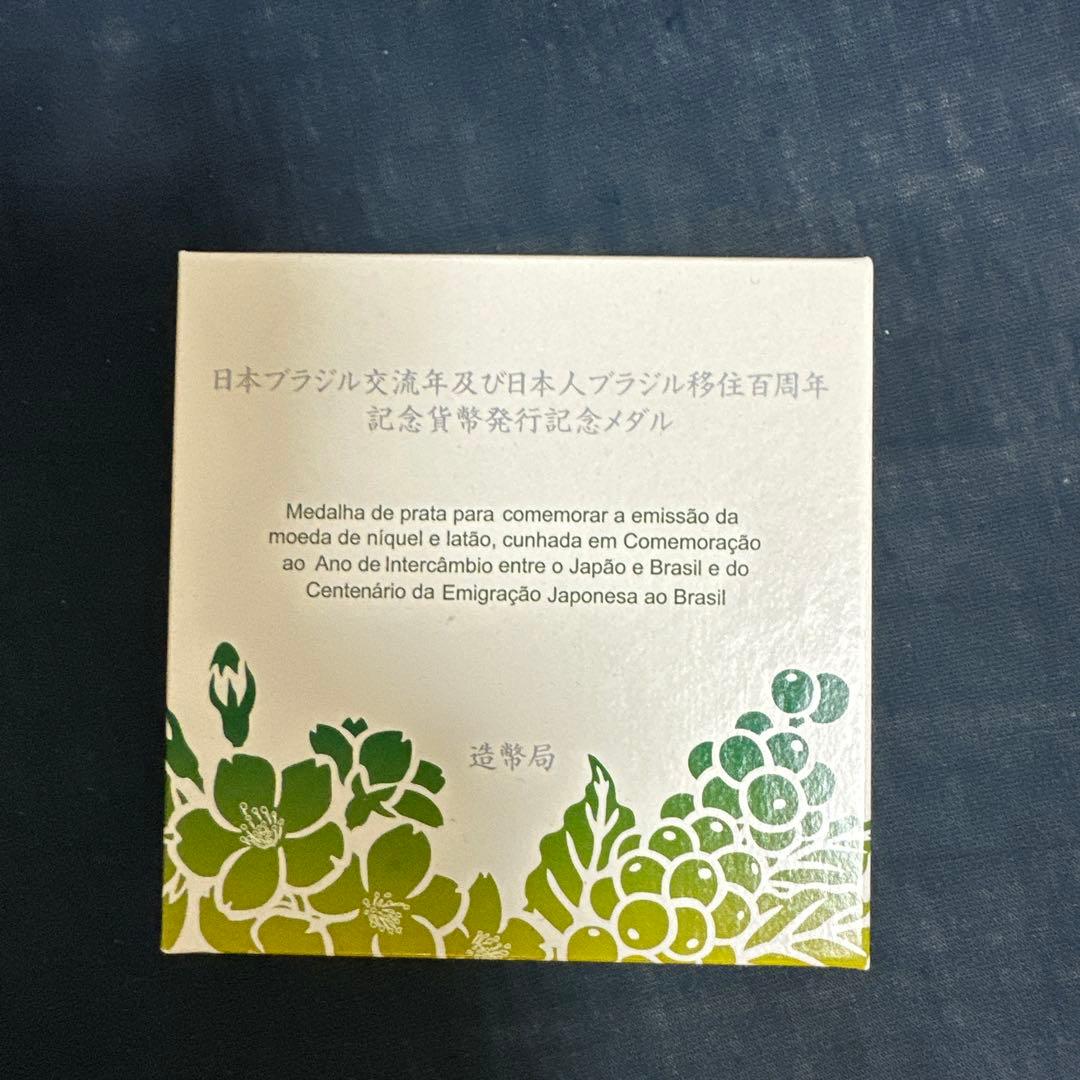 日本ブラジル交流年及び日本人ブラジル移住百周年
記念貨幣発行記念メダル
Medalha de prata para comemorar a emissão da
moeda de níquel e latão, cunhada em Comemoração
ao Ano de Intercâmbio entre o Japão e Brasil e do
Centenário da Emigração Japonesa ao Brasil
造幣局